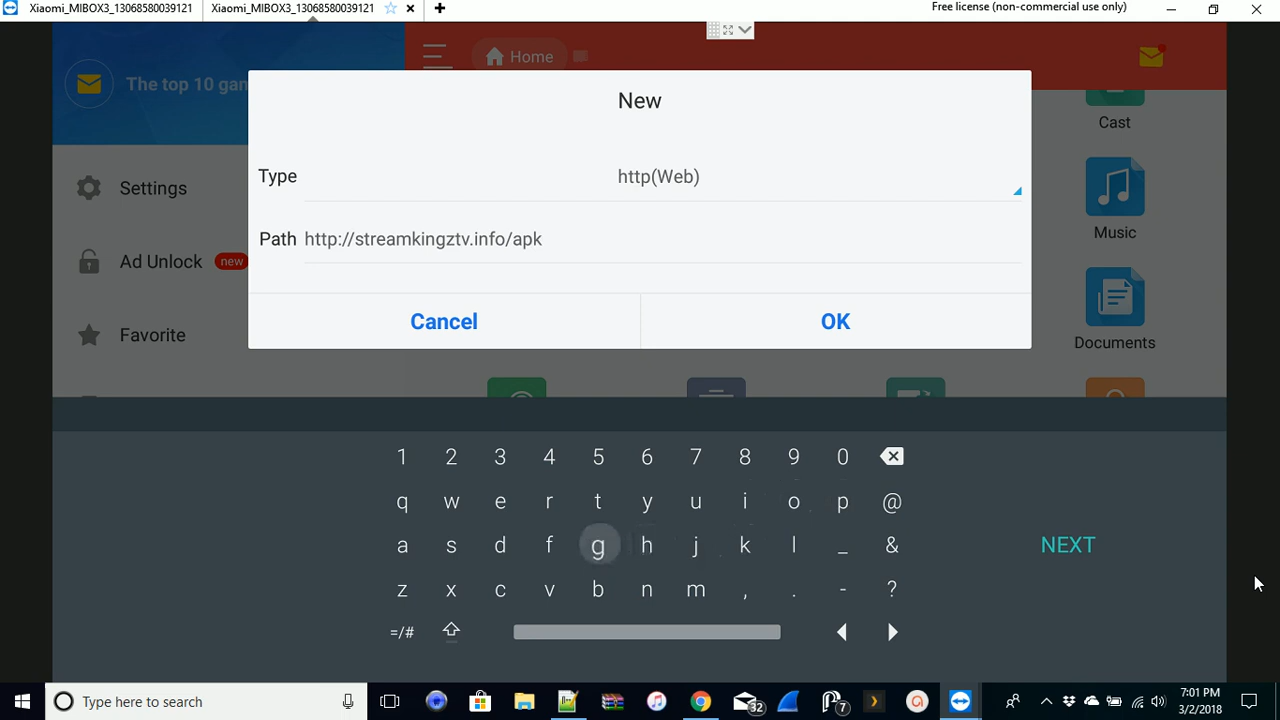 Xiaomi_MIBOX3_13068580039121
Xiaomi_MIBOX3_13068580039121
Free license (non-commercial use only)
The top 10 gan
Home
New
Type
http(Web)
Path
http://streamkingztv.info/apk
Cancel
OK
Settings
Ad Unlock
new
Favorite
Cast
Music
Documents
1 2 3 4 5 6 7 8 9 0
q w e r t y u i o p @
a s d f g h j k l _ &
NEXT
z x c v b n m , . - ?
=/#
Type here to search
32
7
7:01 PM
3/2/2018